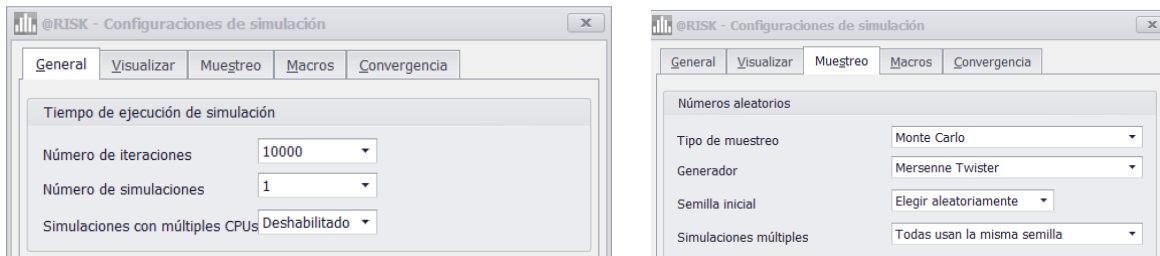 @RISK - Configuraciones de simulación
General Visualizar Muestreo Macros Convergencia
Tiempo de ejecución de simulación
Número de iteraciones 10000
Número de simulaciones 1
Simulaciones con múltiples CPUs Deshabilitado
@RISK - Configuraciones de simulación
General Visualizar Muestreo Macros Convergencia
Números aleatorios
Tipo de muestreo Monte Carlo
Generador Mersenne Twister
Semilla inicial Elegir aleatoriamente
Simulaciones múltiples Todas usan la misma semilla